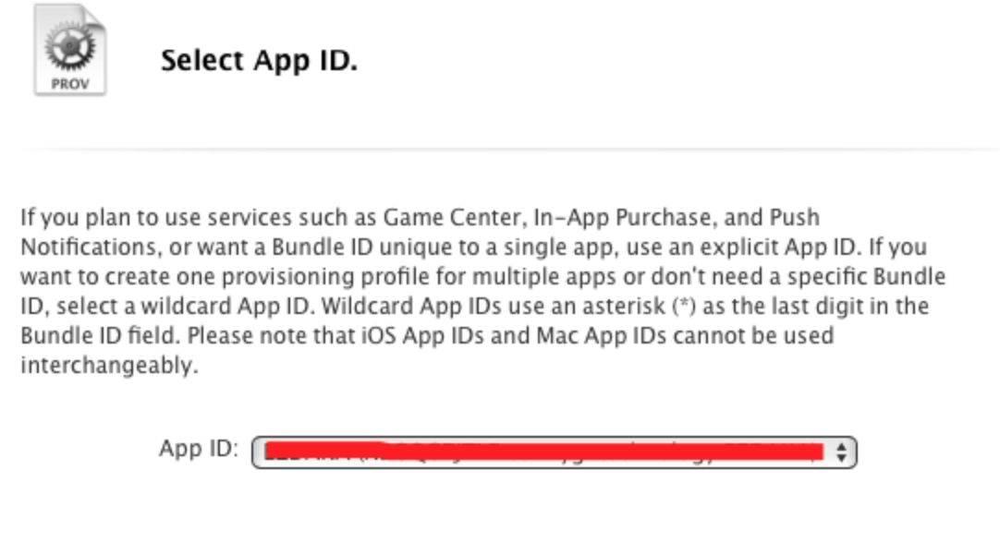 PROV
Select App ID.
If you plan to use services such as Game Center, In-App Purchase, and Push
Notifications, or want a Bundle ID unique to a single app, use an explicit App ID. If you
want to create one provisioning profile for multiple apps or don't need a specific Bundle
ID, select a wildcard App ID. Wildcard App IDs use an asterisk (*) as the last digit in the
Bundle ID field. Please note that iOS App IDs and Mac App IDs cannot be used
interchangeably.
App ID: